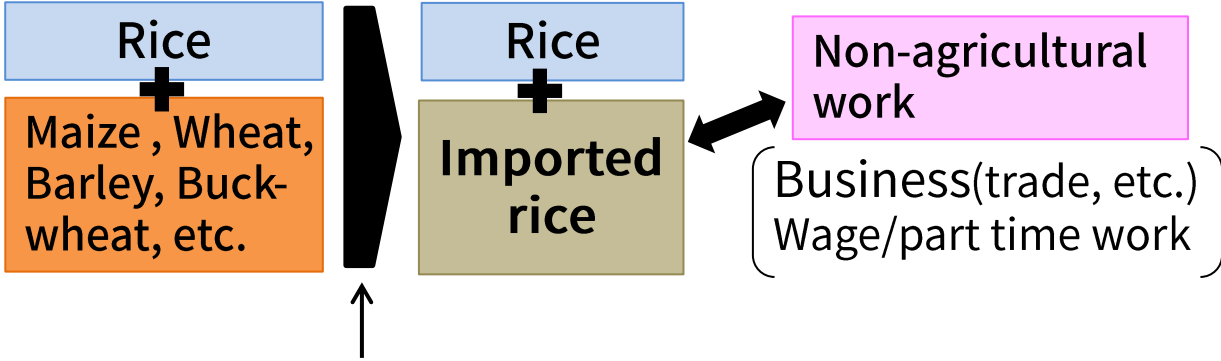 Rice
Maize , Wheat,
Barley, Buck-
wheat, etc.
Rice
Imported
rice
Non-agricultural
work
Business(trade, etc.)
Wage/part time work